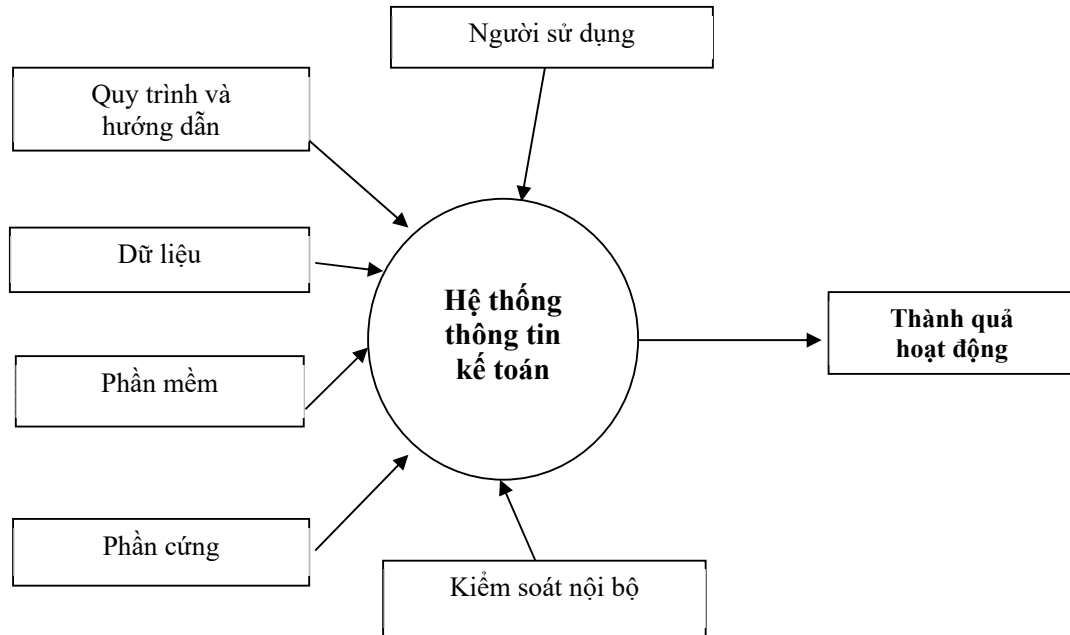 Người sử dụng
Quy trình và
hướng dẫn
Dữ liệu
Phần mềm
Phần cứng
Kiểm soát nội bộ
Hệ thống
thông tin
kế toán
Thành quả
hoạt động